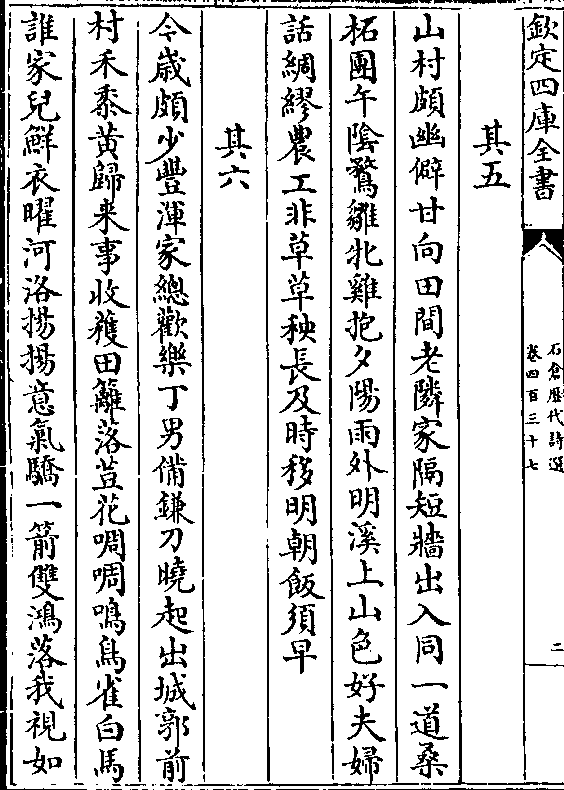 欽定四庫全書
石倉歷代詩選
卷四百三十七
二
其五
山村頗幽僻甘向田間老隣家隔短牆出入同一道桑
柘團午陰鵞雛牝雞抱夕陽雨外明溪上山色好夫婦
話綢繆農工非草草秧長及時移明朝飯須早
其六
今歲頗少豐渾家總歡樂丁男備鎌刀曉起出城郭前
村禾黍黄歸来事收穫田籬落荳花啁啁鳴鳥雀白馬
誰家兒鮮衣曜河洛揚揚意氣驕一箭雙鴻落我視如